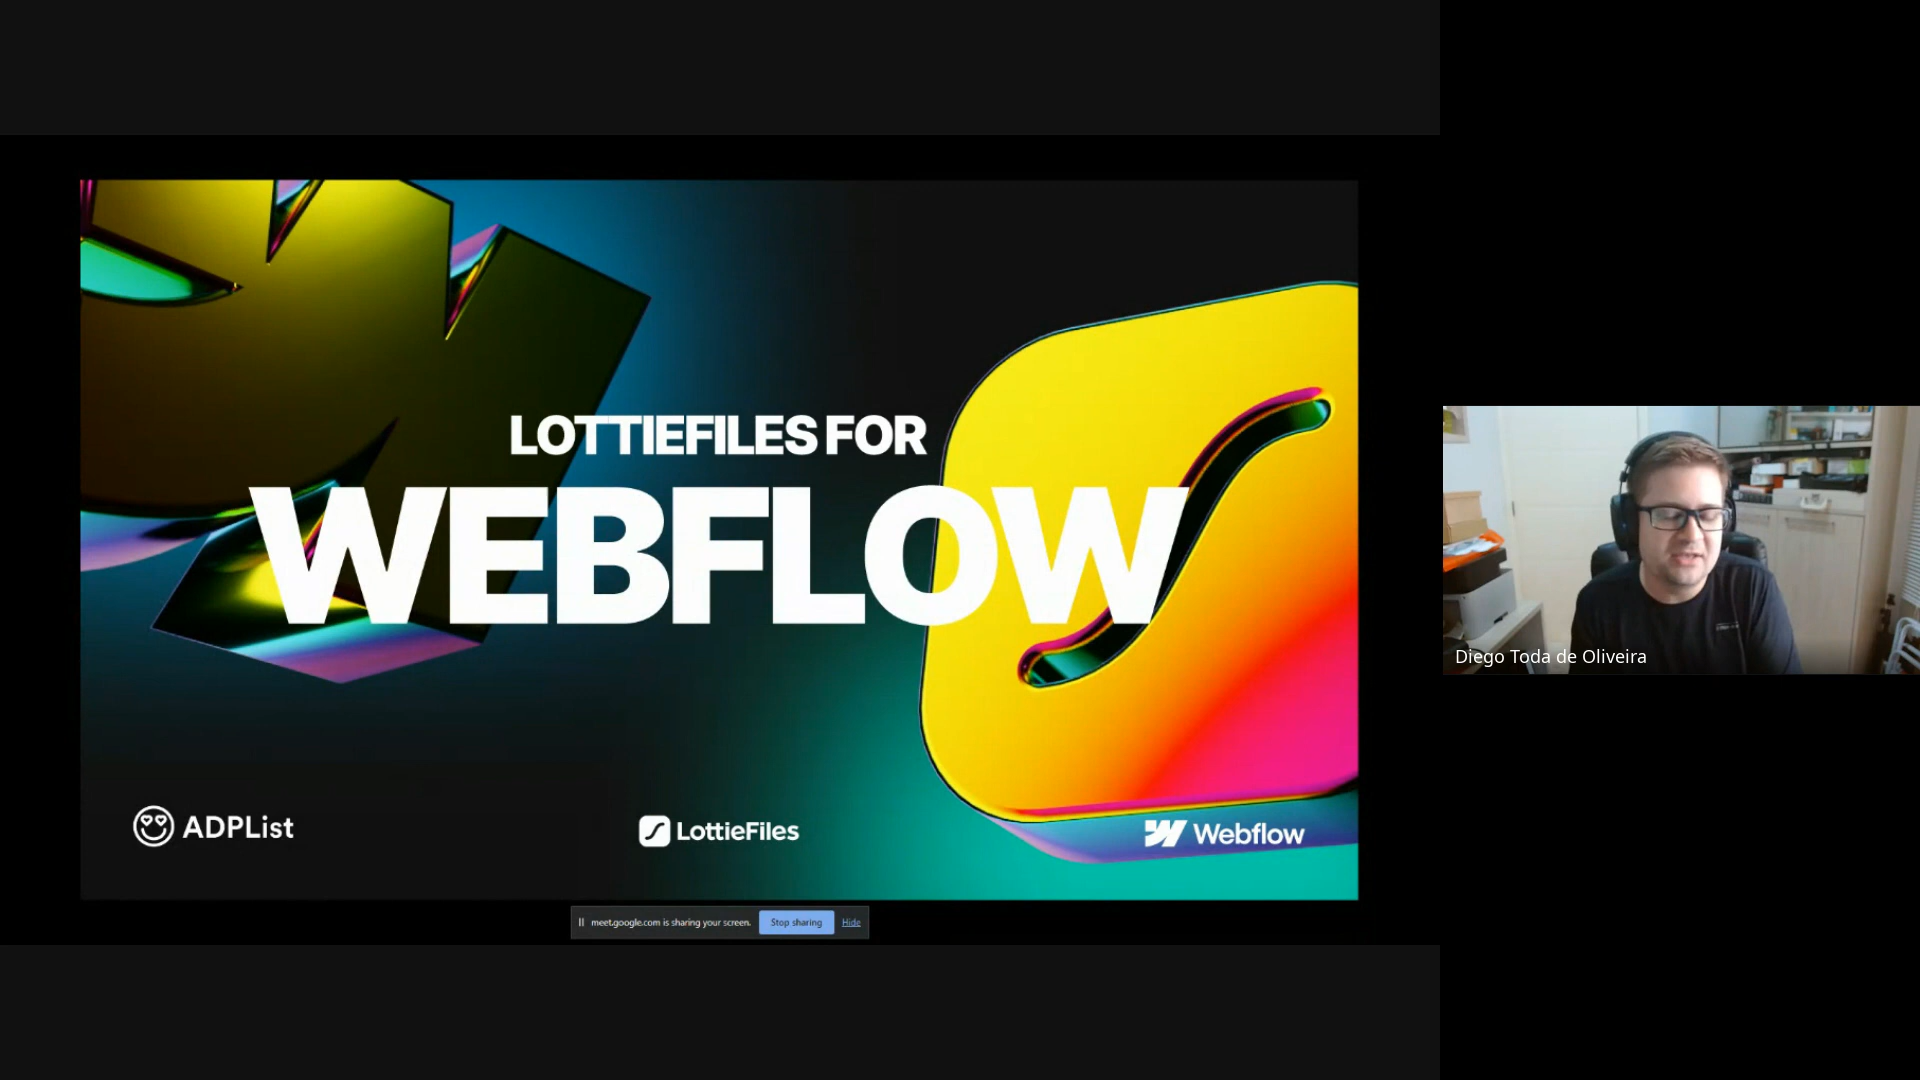 LOTTIEFILES FOR
WEBFLOW
ADPList
LottieFiles
Webflow
meet.google.com is sharing your screen.
Stop sharing
Hide
Diego Toda de Oliveira